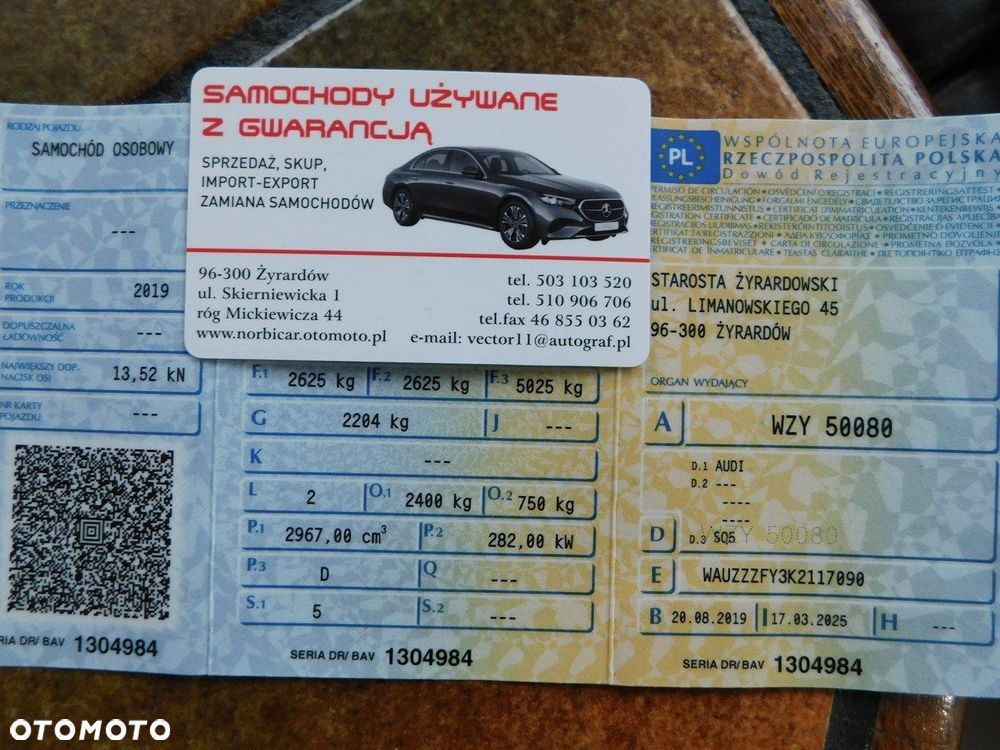 SAMOCHODY UŻYWANE
Z GWARANCJĄ
SPRZEDAŻ, SKUP,
IMPORT-EXPORT
ZAMIANA SAMOCHODÓW
96-300 Żyrardów
ul. Skierniewicka 1
róg Mickiewicza 44
www.norbicar.otomoto.pl
tel. 503 103 520
tel. 510 906 706
tel.fax 46 855 03 62
e-mail: vector11@autograf.pl
RODZAJ POJAZDU
SAMOCHÓD OSOBOWY
PRZEZNACZENIE
---
ROK PRODUKCJI 2019
DOPUSZCZALNA ŁADOWNOŚĆ ---
NAJWIĘKSZY DOP. NACISK OSI 13,52 kN
NR KARTY POJAZDU ---
SERIA DR/ BAV 1304984
F.1 2625 kg F.2 2625 kg F.3 5025 kg
G 2204 kg J ---
K ---
L 2 O.1 2400 kg O.2 750 kg
P.1 2967,00 cm³ P.2 282,00 kW
P.3 D Q ---
S.1 5 S.2 ---
SERIA DR/ BAV 1304984
PL
WSPÓLNOTA EUROPEJSKA
RZECZPOSPOLITA POLSKA
Dowód Rejestracyjny
STAROSTA ŻYRARDOWSKI
ul. LIMANOWSKIEGO 45
96-300 ŻYRARDÓW
ORGAN WYDAJĄCY
A WZY 50080
D.1 AUDI
D.2 ---
----
----
D D.3 SQ5
WZY 50080
E WAUZZZFY3K2117090
B 20.08.2019 I 17.03.2025 H ---
SERIA DR/ BAV 1304984
OTOMOTO